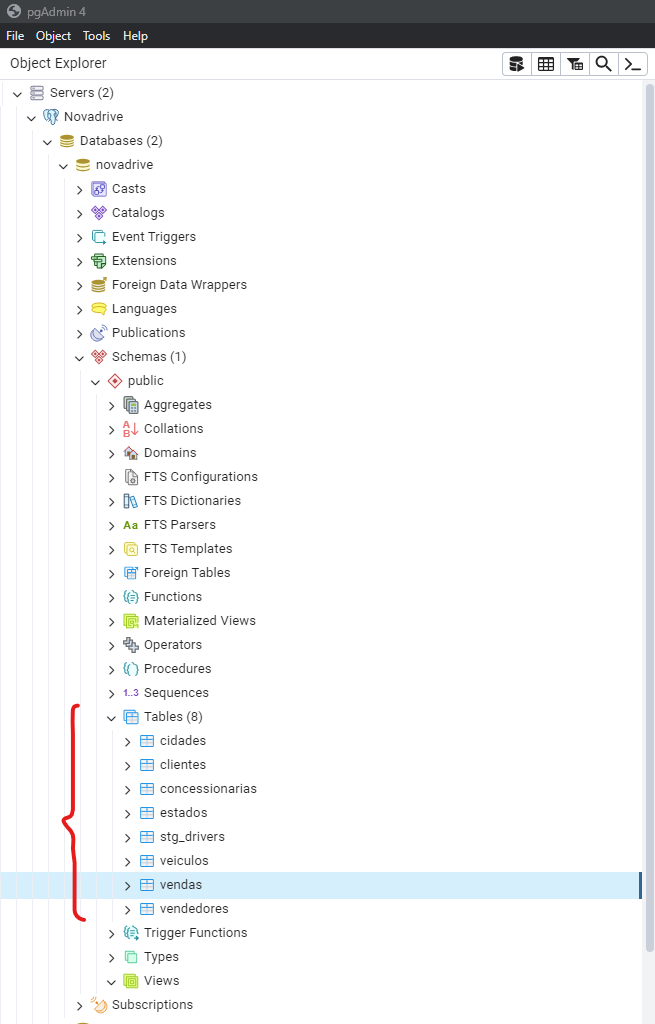 pgAdmin 4
File Object Tools Help
Object Explorer
Servers (2)
Novadrive
Databases (2)
novadrive
Casts
Catalogs
Event Triggers
Extensions
Foreign Data Wrappers
Languages
Publications
Schemas (1)
public
Aggregates
Collations
Domains
FTS Configurations
FTS Dictionaries
Aa FTS Parsers
FTS Templates
Foreign Tables
Functions
Materialized Views
Operators
Procedures
1..3 Sequences
Tables (8)
cidades
clientes
concessionarias
estados
stg_drivers
veiculos
vendas
vendedores
Trigger Functions
Types
Views
Subscriptions